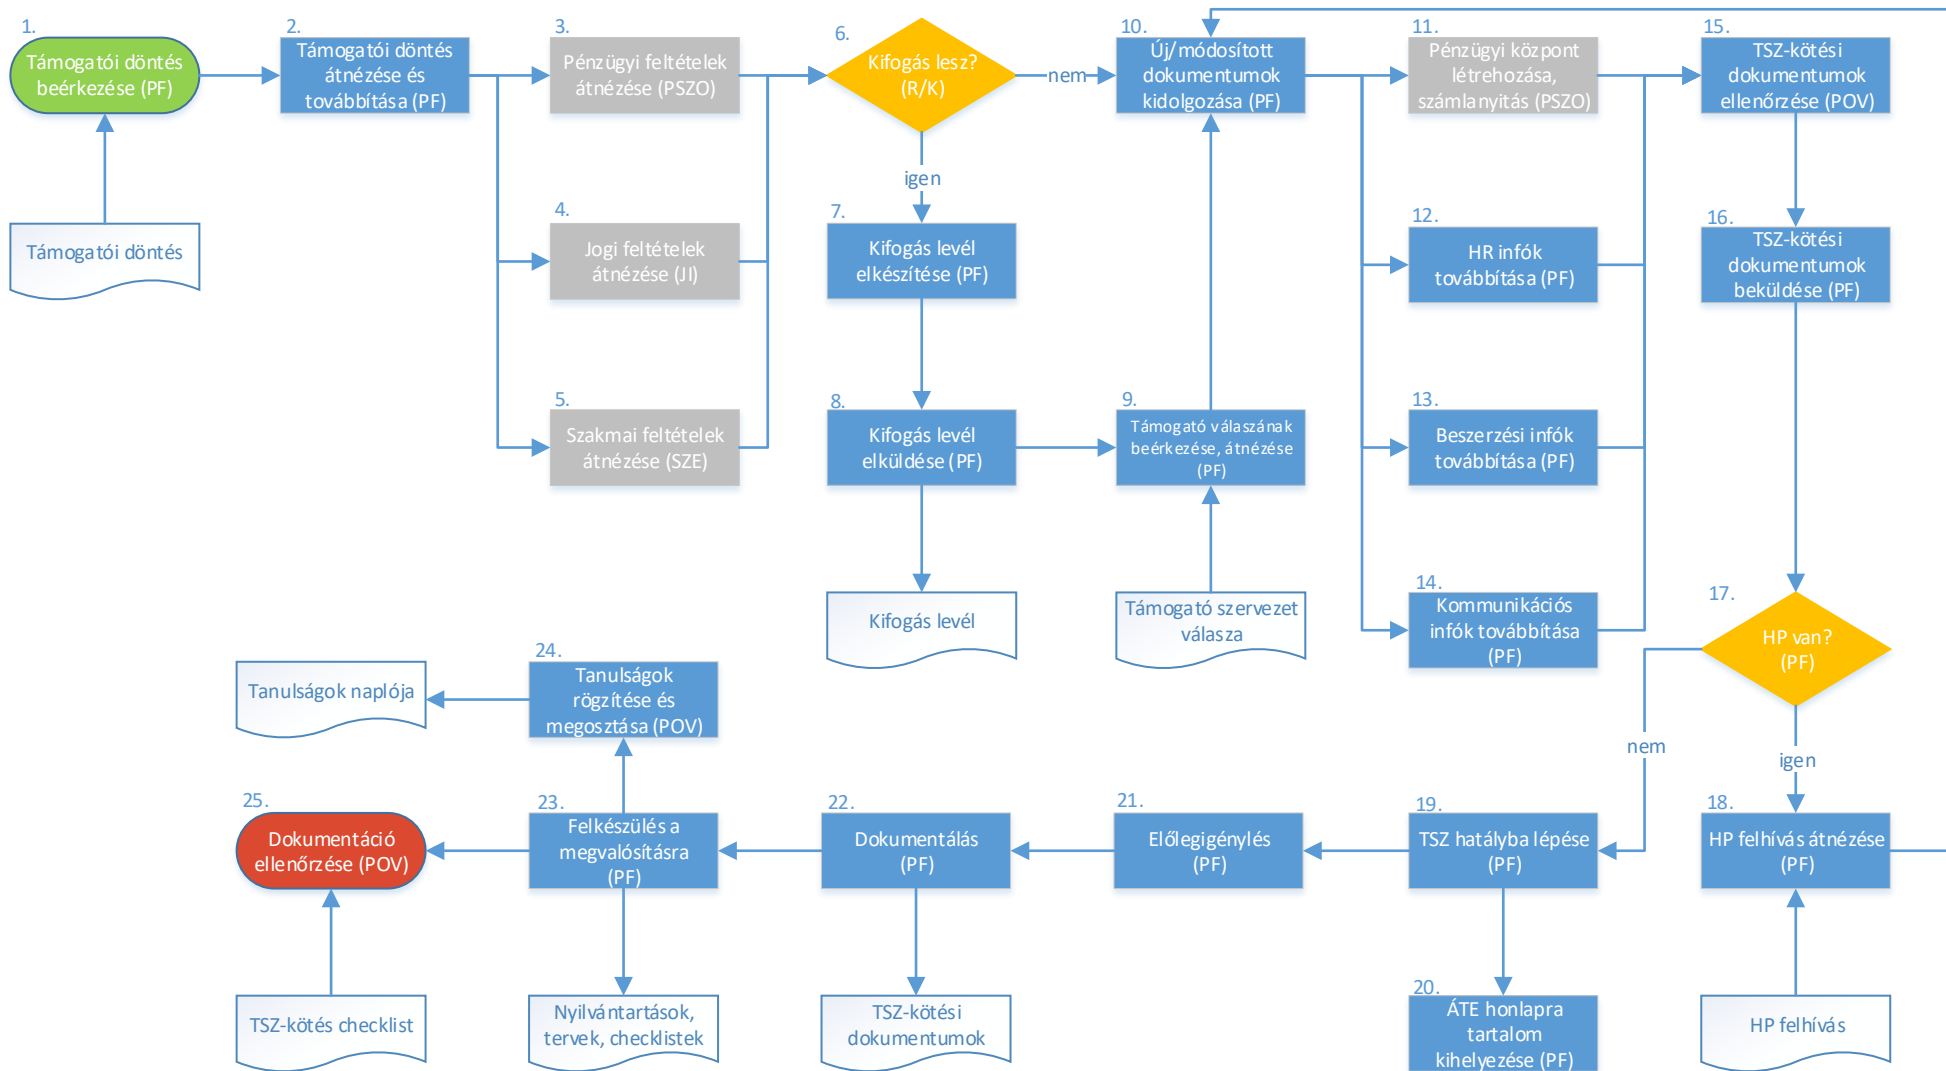 1.
Támogatói döntés
beérkezése (PF)
2.
Támogatói döntés
átnézése és
továbbítása (PF)
3.
Pénzügyi feltételek
átnézése (PSZO)
4.
Jogi feltételek
átnézése (JI)
5.
Szakmai feltételek
átnézése (SZE)
6.
Kifogás lesz?
(R/K)
nem
igen
7.
Kifogás levél
elkészítése (PF)
8.
Kifogás levél
elküldése (PF)
9.
Támogató válaszának
beérkezése, átnézése
(PF)
10.
Új/módosított
dokumentumok
kidolgozása (PF)
11.
Pénzügyi központ
létrehozása,
számlanyitás (PSZO)
12.
HR infók
továbbítása (PF)
13.
Beszerzési infók
továbbítása (PF)
14.
Kommunikációs
infók továbbítása
(PF)
15.
TSZ-kötési
dokumentumok
ellenőrzése (POV)
16.
TSZ-kötési
dokumentumok
beküldése (PF)
17.
HP van?
(PF)
nem
igen
Támogatói döntés
Kifogás levél
Támogató szervezet
válasza
Tanulságok naplója
24.
Tanulságok
rögzítése és
megosztása (POV)
25.
Dokumentáció
ellenőrzése (POV)
23.
Felkészülés a
megvalósításra
(PF)
22.
Dokumentálás
(PF)
21.
Előlegigénylés
(PF)
19.
TSZ hatályba lépése
(PF)
18.
HP felhívás átnézése
(PF)
TSZ-kötés checklist
Nyilvántartások,
tervek, checklistek
TSZ-kötési
dokumentumok
20.
ÁTE honlapra
tartalom
kihelyezése (PF)
HP felhívás